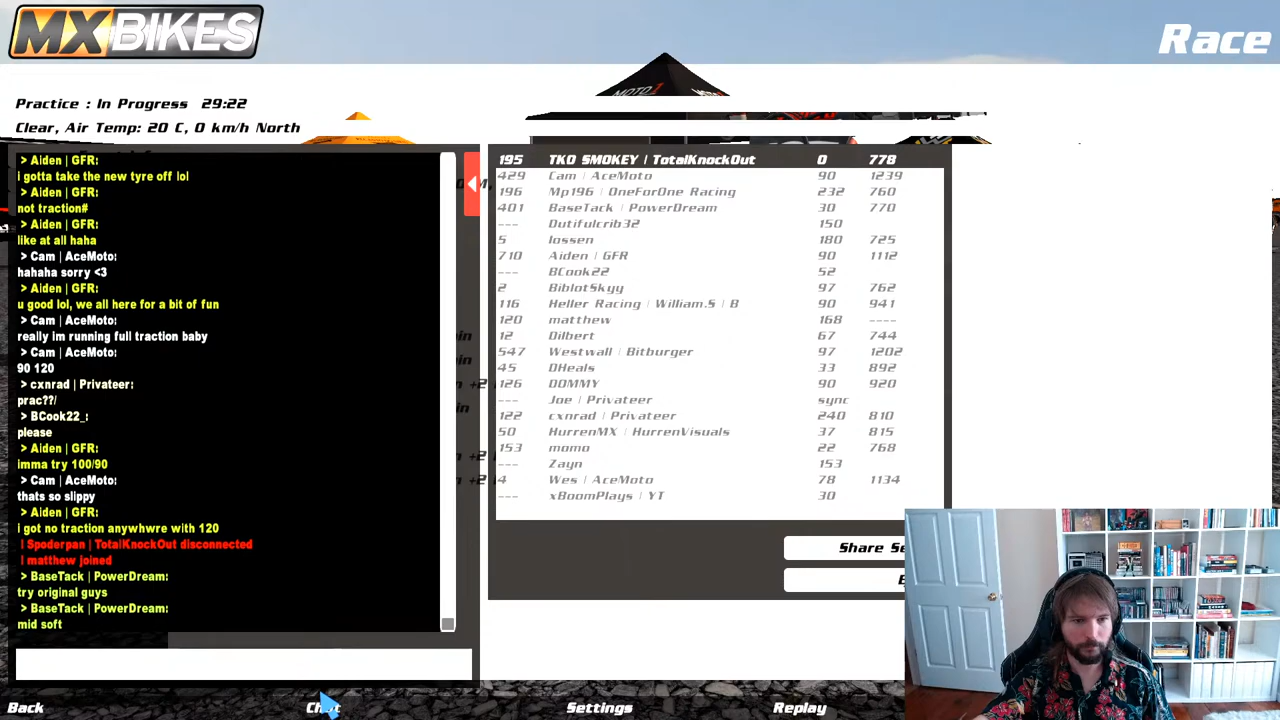 MXBIKES
Race
Practice : In Progress 29:22
Clear, Air Temp: 20 C, 0 km/h North
> Aiden | GFR:
i gotta take the new tyre off lol
> Aiden | GFR:
not traction#
> Aiden | GFR:
like at all haha
> Cam | AceMoto:
hahaha sorry <3
> Aiden | GFR:
u good lol, we all here for a bit of fun
> Cam | AceMoto:
really im running full traction baby
> Cam | AceMoto:
90 120
> cxnrad | Privateer:
prac??/
> BCook22_:
please
> Aiden | GFR:
imma try 100/90
> Cam | AceMoto:
thats so slippy
> Aiden | GFR:
i got no traction anywhwre with 120
| Spoderpan | TotalKnockOut disconnected
| matthew joined
> BaseTack | PowerDream:
try original guys
> BaseTack | PowerDream:
mid soft
195 TKO SMOKEY | TotalKnockOut 0 778
429 Cam | AceMoto 90 1239
196 Mp196 | OneForOne Racing 232 760
401 BaseTack | PowerDream 30 770
--- Dutifulcrib32 150
5 lossen 180 725
710 Aiden | GFR 90 1112
--- BCook22 52
2 BiblotSkyy 97 762
116 Heller Racing | William.S | B 90 941
120 matthew 168 ----
12 Dilbert 67 744
547 Westwall | Bitburger 97 1202
45 DHeals 33 892
126 DOMMY 90 920
--- Joe | Privateer sync
122 cxnrad | Privateer 240 810
50 HurrenMX | HurrenVisuals 37 815
153 momo 22 768
--- Zayn 153
4 Wes | AceMoto 78 1134
--- xBoomPlays | YT 30
Share Se
Back
Chat
Settings
Replay